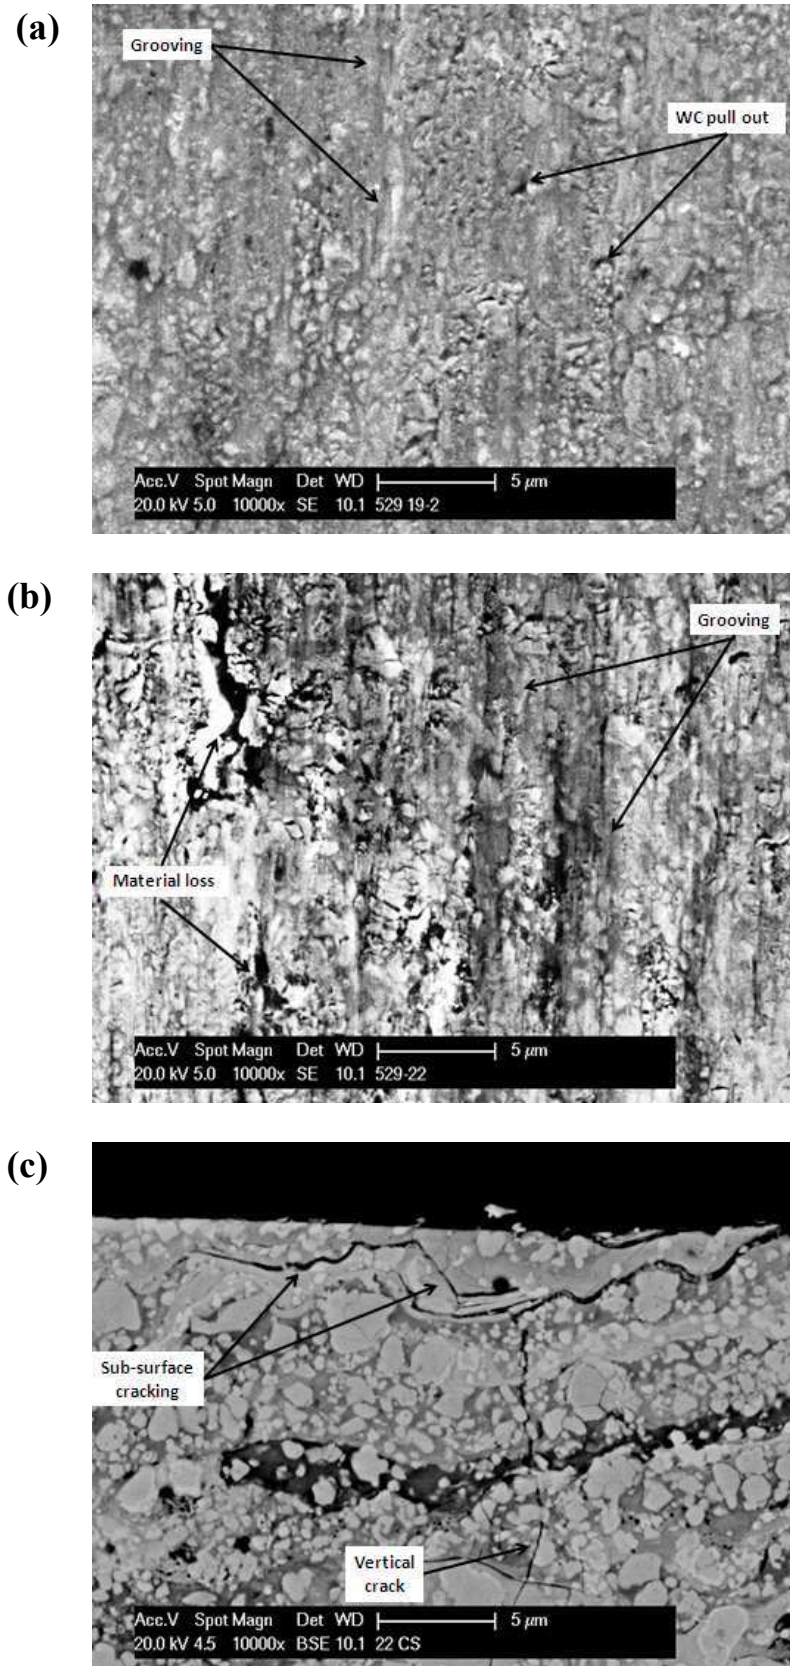 (a)
Grooving
WC pull out
Acc.V Spot Magn Det WD 5 µm
20.0 kV 5.0 10000x SE 10.1 529 19-2
(b)
Grooving
Material loss
Acc.V Spot Magn Det WD 5 µm
20.0 kV 5.0 10000x SE 10.1 529-22
(c)
Sub-surface
cracking
Vertical
crack
Acc.V Spot Magn Det WD 5 µm
20.0 kV 4.5 10000x BSE 10.1 22 CS